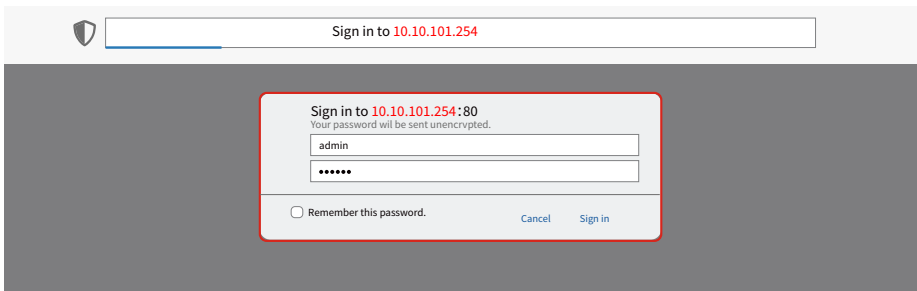 Sign in to 10.10.101.254
Sign in to 10.10.101.254:80
Your password wil be sent unencrvpted.
admin
••••••
Remember this password.
Cancel Sign in